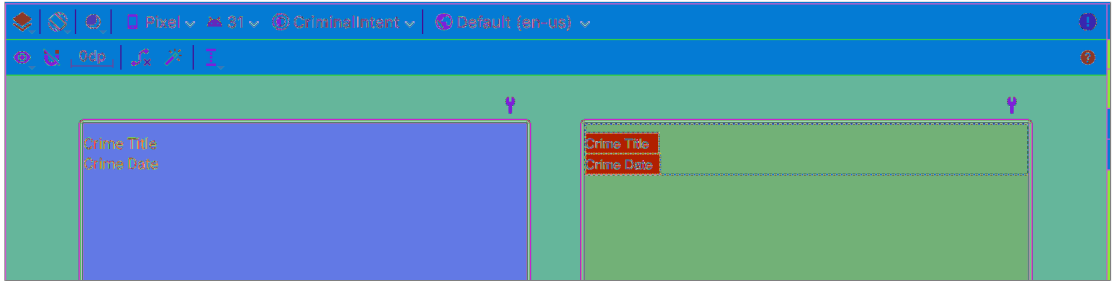 Pixel 31 CriminalIntent Default (en-us)
0dp
Crime Title
Crime Date
Crime Title
Crime Date